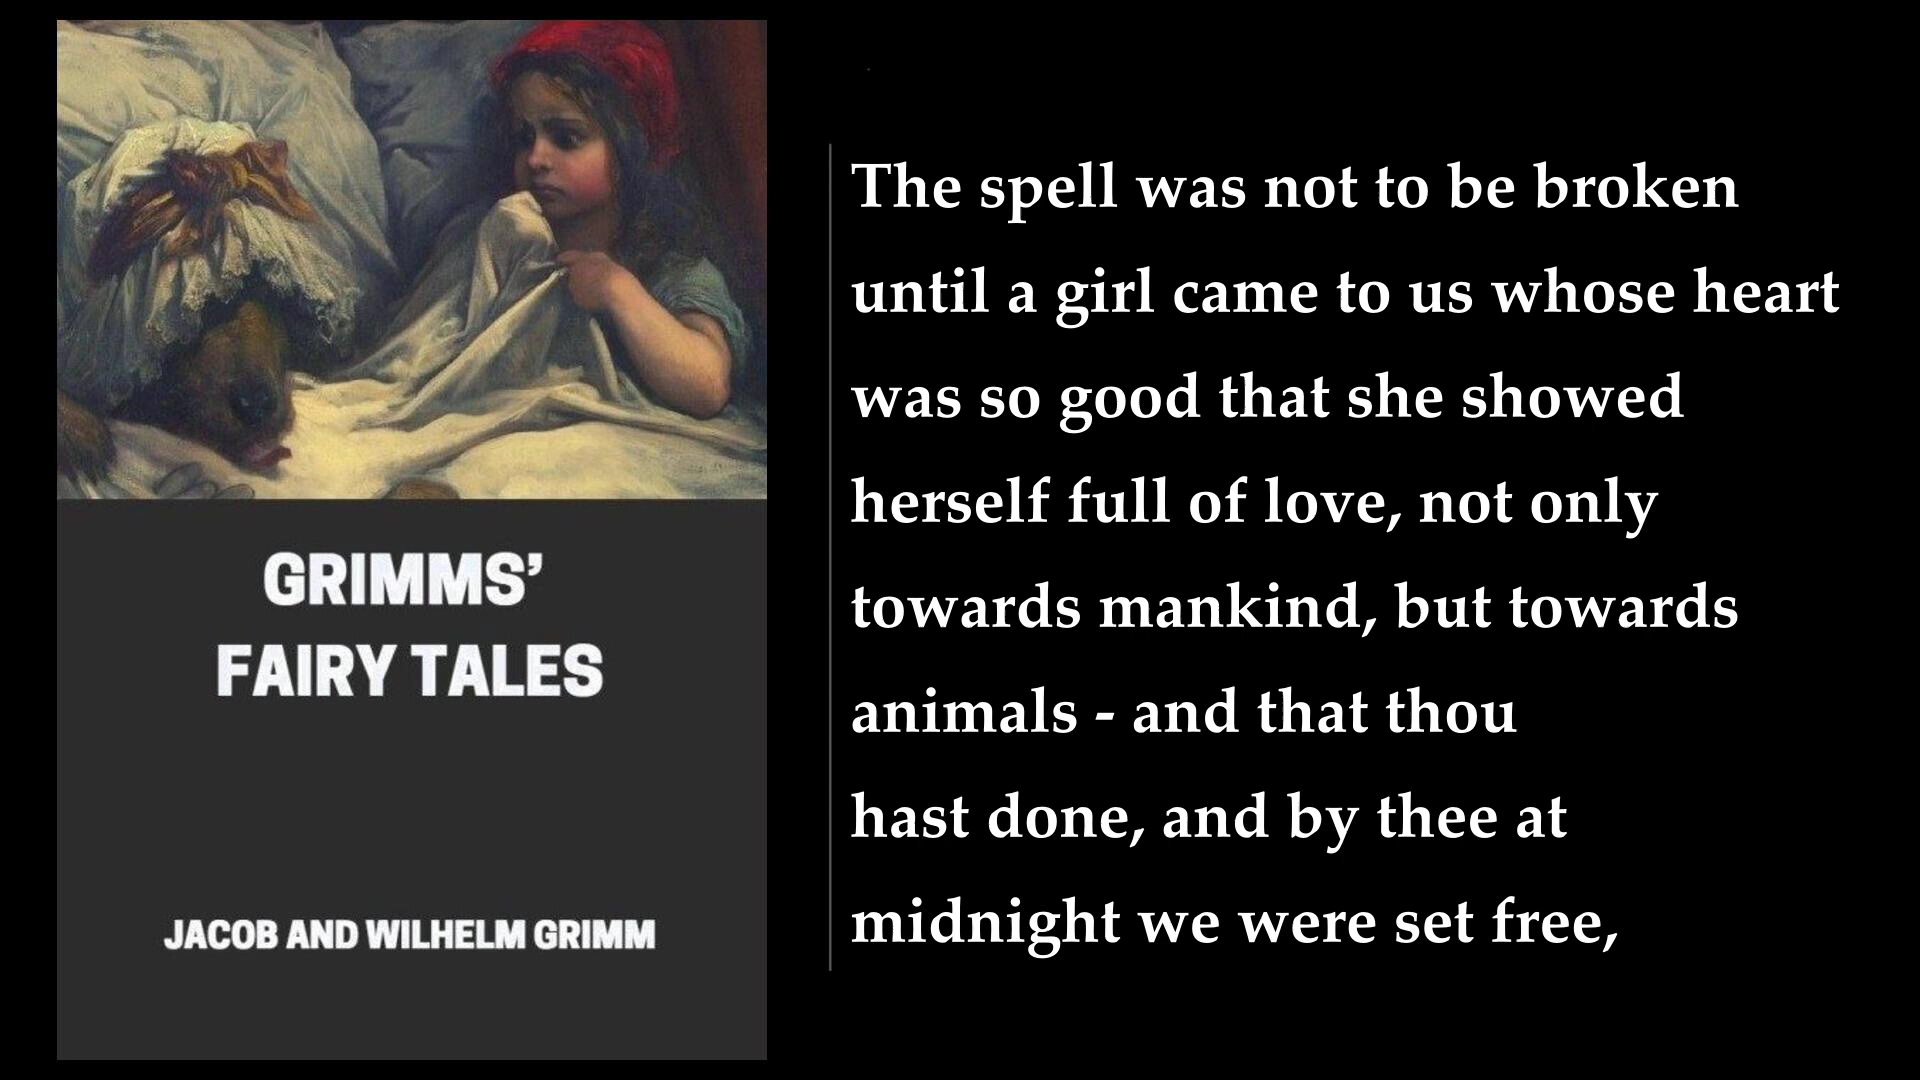 GRIMMS’
FAIRY TALES
JACOB AND WILHELM GRIMM
The spell was not to be broken
until a girl came to us whose heart
was so good that she showed
herself full of love, not only
towards mankind, but towards
animals - and that thou
hast done, and by thee at
midnight we were set free,